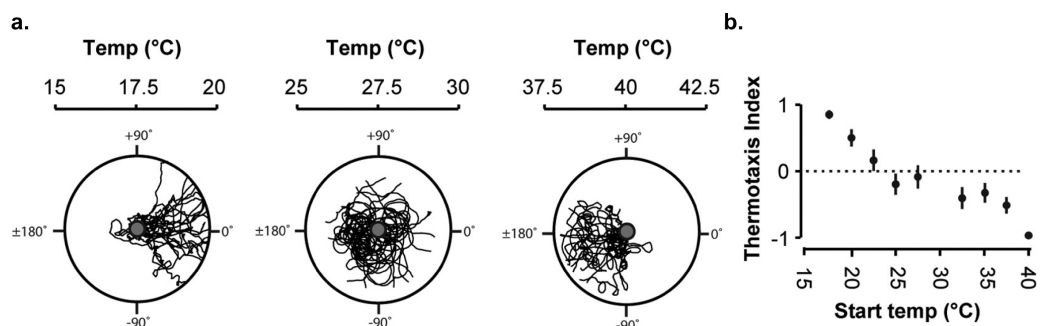 a.
Temp (°C)
15 17.5 20
+90°
±180° 0°
-90°
Temp (°C)
25 27.5 30
+90°
±180° 0°
-90°
Temp (°C)
37.5 40 42.5
+90°
±180° 0°
-90°
b.
Thermotaxis Index
1
0
-1
15 20 25 30 35 40
Start temp (°C)